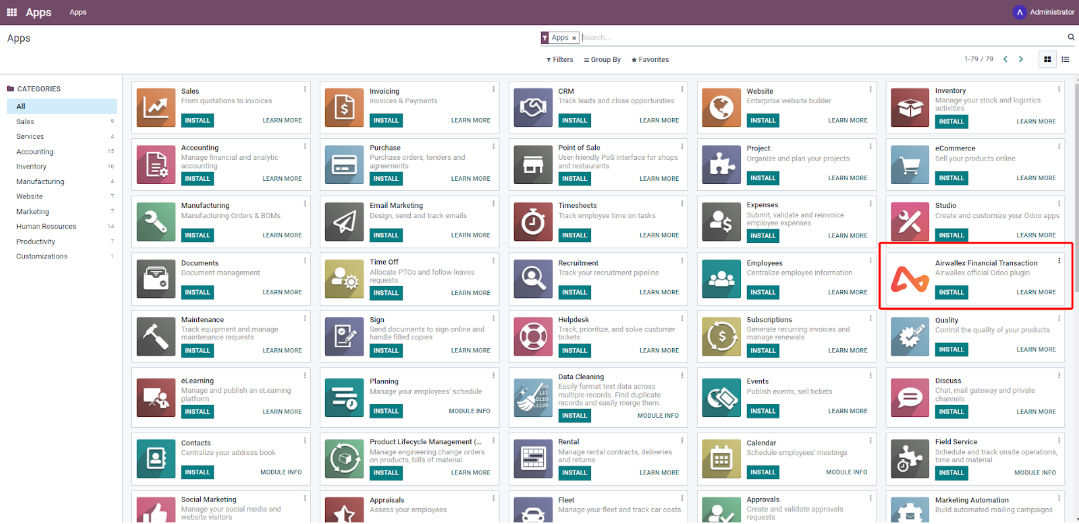 Apps Apps Administrator
Apps Apps × Search...
Filters Group By Favorites 1-79 / 79
CATEGORIES
All
Sales 9
Services 4
Accounting 15
Inventory 10
Manufacturing 4
Website 7
Marketing 7
Human Resources 14
Productivity 7
Customizations 1
Sales
From quotations to invoices
INSTALL LEARN MORE
Invoicing
Invoices & Payments
INSTALL LEARN MORE
CRM
Track leads and close opportunities
INSTALL LEARN MORE
Website
Enterprise website builder
INSTALL LEARN MORE
Inventory
Manage your stock and logistics
activities
INSTALL LEARN MORE
Accounting
Manage financial and analytic
accounting
INSTALL LEARN MORE
Purchase
Purchase orders, tenders and
agreements
INSTALL LEARN MORE
Point of Sale
User-friendly PoS interface for shops
and restaurants
INSTALL LEARN MORE
Project
Organize and plan your projects
INSTALL LEARN MORE
eCommerce
Sell your products online
INSTALL LEARN MORE
Manufacturing
Manufacturing Orders & BOMs
INSTALL LEARN MORE
Email Marketing
Design, send and track emails
INSTALL LEARN MORE
Timesheets
Track employee time on tasks
INSTALL LEARN MORE
Expenses
Submit, validate and reinvoice
employee expenses
INSTALL LEARN MORE
Studio
Create and customize your Odoo apps
INSTALL LEARN MORE
Documents
Document management
INSTALL LEARN MORE
Time Off
Allocate PTOs and follow leaves
requests
INSTALL LEARN MORE
Recruitment
Track your recruitment pipeline
INSTALL LEARN MORE
Employees
Centralize employee information
INSTALL LEARN MORE
Airwallex Financial Transaction
Airwallex official Odoo plugin
INSTALL LEARN MORE
Maintenance
Track equipment and manage
maintenance requests
INSTALL LEARN MORE
Sign
Send documents to sign online and
handle filled copies
INSTALL LEARN MORE
Helpdesk
Track, prioritize, and solve customer
tickets
INSTALL LEARN MORE
Subscriptions
Generate recurring invoices and
manage renewals
INSTALL LEARN MORE
Quality
Control the quality of your products
INSTALL LEARN MORE
eLearning
Manage and publish an eLearning
platform
INSTALL LEARN MORE
Planning
Manage your employees' schedule
INSTALL MODULE INFO
Data Cleaning
Easily format text data across
multiple records. Find duplicate
records and easily merge them.
INSTALL MODULE INFO
Events
Publish events, sell tickets
INSTALL LEARN MORE
Discuss
Chat, mail gateway and private
channels
INSTALL LEARN MORE
Contacts
Centralize your address book
INSTALL MODULE INFO
Product Lifecycle Management (...
Manage engineering change orders
on products, bills of material
INSTALL LEARN MORE
Rental
Manage rental contracts, deliveries
and returns
INSTALL LEARN MORE
Calendar
Schedule employees' meetings
INSTALL MODULE INFO
Field Service
Schedule and track onsite operations,
time and material
INSTALL LEARN MORE
Social Marketing
Manage your social media and
website visitors
Appraisals
Assess your employees
Fleet
Manage your fleet and track car costs
Approvals
Create and validate approvals
requests
Marketing Automation
Build automated mailing campaigns